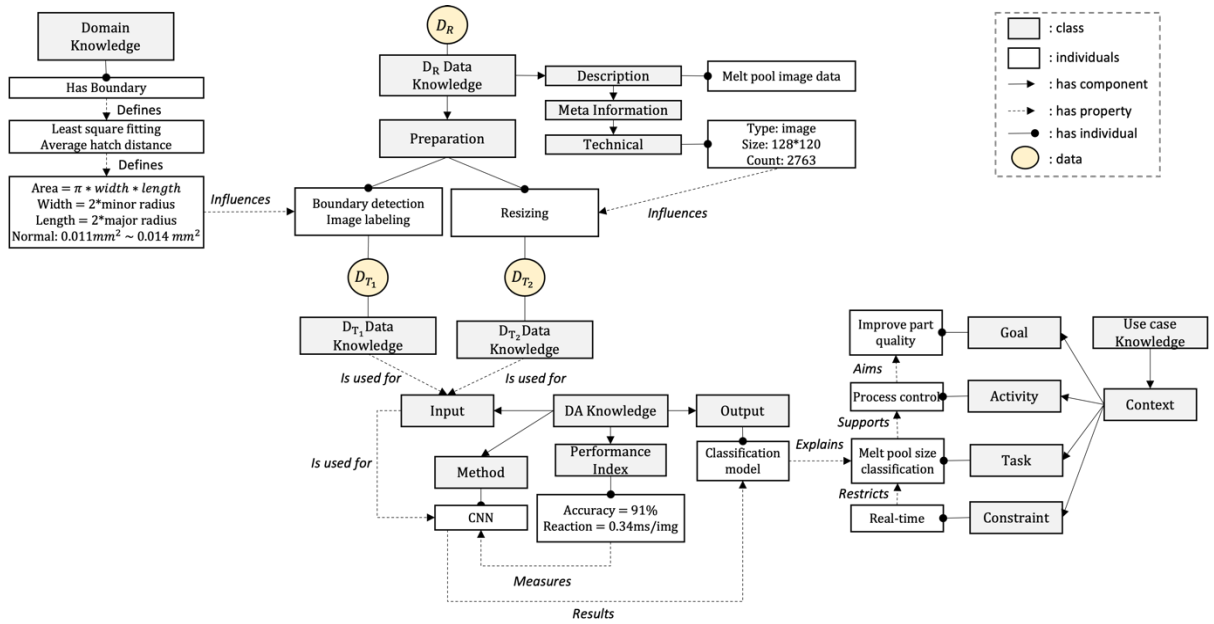 Domain
Knowledge
Has Boundary
Defines
Least square fitting
Average hatch distance
Defines
Area = π * width * length
Width = 2*minor radius
Length = 2*major radius
Normal: 0.011mm² ~ 0.014 mm²
Influences
D_R
D_R Data
Knowledge
Description
Melt pool image data
Meta Information
Preparation
Technical
Type: image
Size: 128*120
Count: 2763
Boundary detection
Image labeling
Resizing
Influences
D_T₁
D_T₂
D_T₁ Data
Knowledge
D_T₂ Data
Knowledge
Is used for
Is used for
Input
DA Knowledge
Output
Is used for
Method
Performance
Index
Classification
model
Explains
CNN
Accuracy = 91%
Reaction = 0.34ms/img
Measures
Results
Improve part
quality
Goal
Use case
Knowledge
Aims
Process control
Activity
Context
Supports
Melt pool size
classification
Task
Restricts
Real-time
Constraint
: class
: individuals
: has component
: has property
: has individual
: data